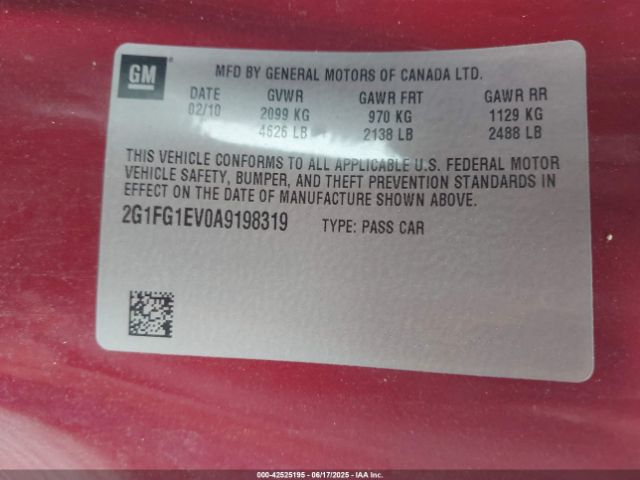 GM
MFD BY GENERAL MOTORS OF CANADA LTD.
DATE GVWR GAWR FRT GAWR RR
02/10 2099 KG 970 KG 1129 KG
4626 LB 2138 LB 2488 LB
THIS VEHICLE CONFORMS TO ALL APPLICABLE U.S. FEDERAL MOTOR
VEHICLE SAFETY, BUMPER, AND THEFT PREVENTION STANDARDS IN
EFFECT ON THE DATE OF MANUFACTURE SHOWN ABOVE.
2G1FG1EV0A9198319 TYPE: PASS CAR
000-42525195 - 06/17/2025 - IAAI.COM